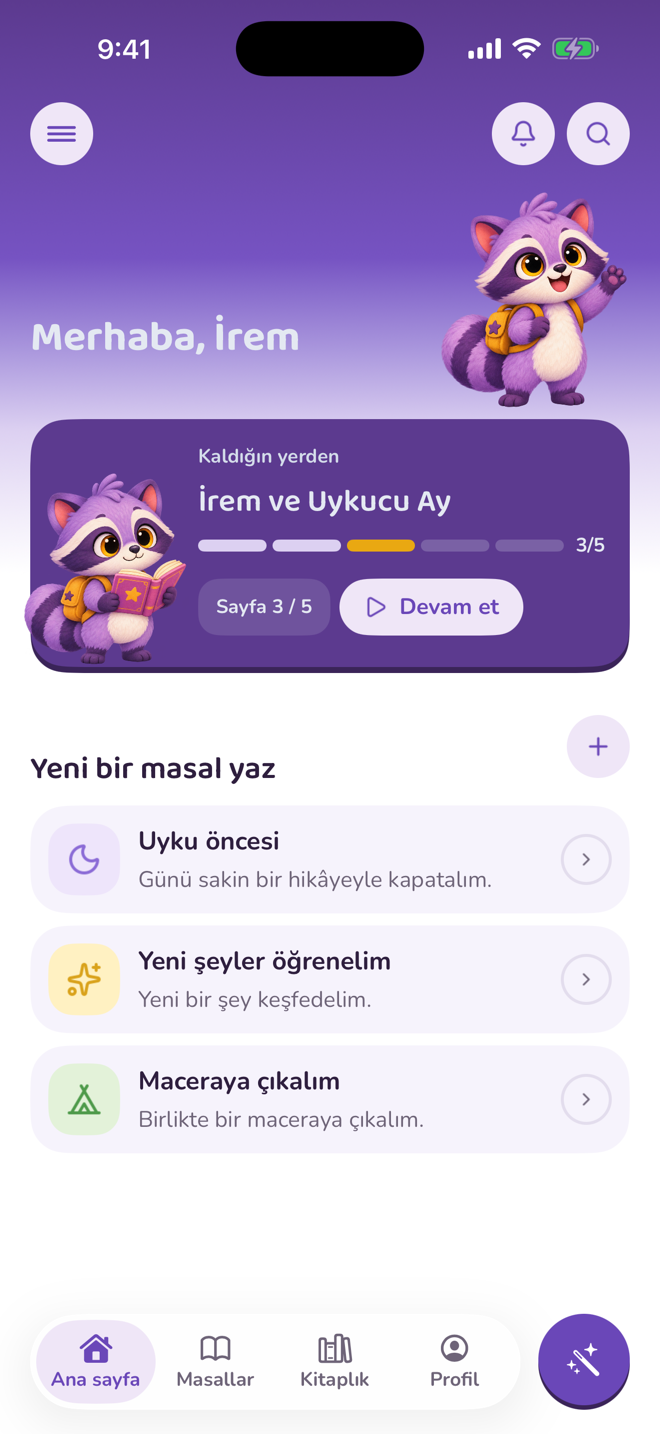 9:41
Merhaba, İrem
Kaldığın yerden
İrem ve Uykucu Ay
3/5
Sayfa 3 / 5
Devam et
Yeni bir masal yaz
Uyku öncesi
Günü sakin bir hikâyeyle kapatalım.
Yeni şeyler öğrenelim
Yeni bir şey keşfedelim.
Maceraya çıkalım
Birlikte bir maceraya çıkalım.
Ana sayfa
Masallar
Kitaplık
Profil